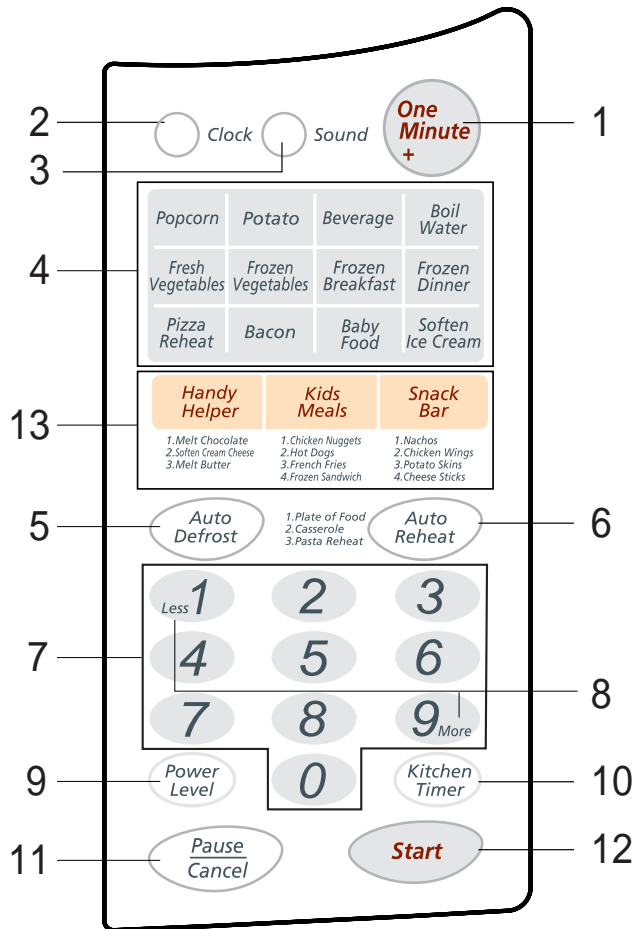 One
Minute
+
1
2
Clock
Sound
3
4
Popcorn
Potato
Beverage
Boil
Water
Fresh
Vegetables
Frozen
Vegetables
Frozen
Breakfast
Frozen
Dinner
Pizza
Reheat
Bacon
Baby
Food
Soften
Ice Cream
13
Handy
Helper
Kids
Meals
Snack
Bar
1.Melt Chocolate
2.Soften Cream Cheese
3.Melt Butter
1.Chicken Nuggets
2.Hot Dogs
3.French Fries
4.Frozen Sandwich
1.Nachos
2.Chicken Wings
3.Potato Skins
4.Cheese Sticks
5
Auto
Defrost
1.Plate of Food
2.Casserole
3.Pasta Reheat
Auto
Reheat
6
7
Less 1
2
3
4
5
6
8
7
8
9 More
0
9
Power
Level
Kitchen
Timer
10
11
Pause
Cancel
Start
12